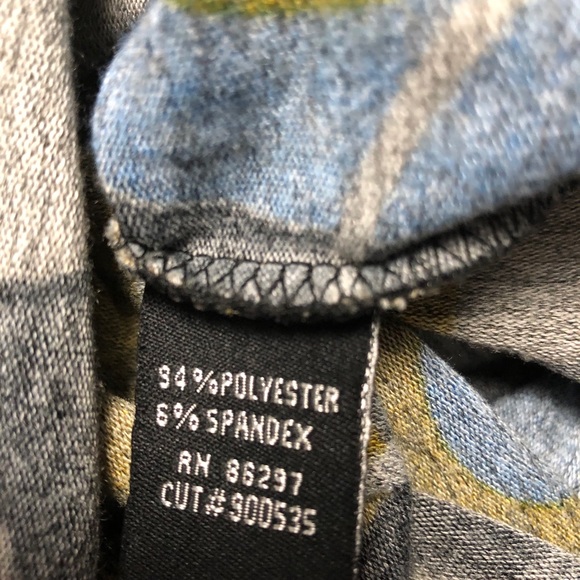 94%POLYESTER
6%SPANDEX
RN 86297
CUT#900535